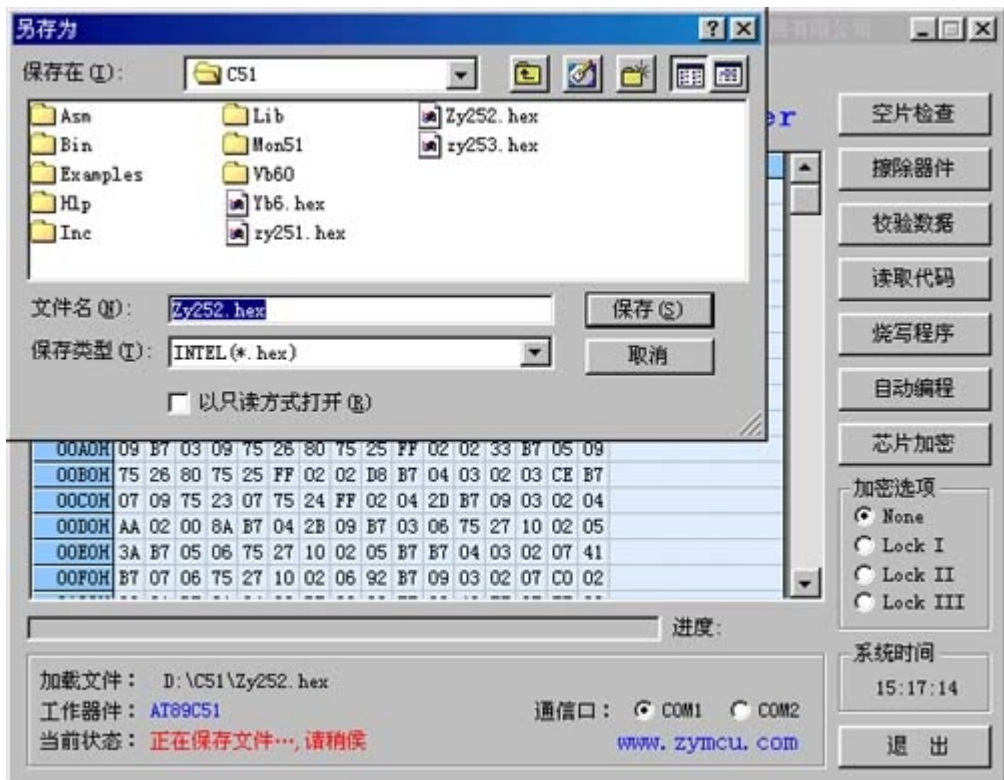 另存为
有限公司
保存在(I):
C51
Asm
Bin
Examples
Hlp
Inc
Lib
Mon51
Vb60
Yb6.hex
zy251.hex
Zy252.hex
zy253.hex
文件名(N):
Zy252.hex
保存(S)
保存类型(T):
INTEL(*.hex)
取消
以只读方式打开(R)
er
00A0H 09 B7 03 09 75 26 80 75 25 FF 02 02 33 B7 05 09
00B0H 75 26 80 75 25 FF 02 02 D8 B7 04 03 02 03 CE B7
00C0H 07 09 75 23 07 75 24 FF 02 04 2D B7 09 03 02 04
00D0H AA 02 00 8A B7 04 2B 09 B7 03 06 75 27 10 02 05
00E0H 3A B7 05 06 75 27 10 02 05 B7 B7 04 03 02 07 41
00F0H B7 07 06 75 27 10 02 06 92 B7 09 03 02 07 C0 02
进度:
加载文件： D:\C51\Zy252.hex
工作器件： AT89C51
通信口： COM1 COM2
当前状态： 正在保存文件…,请稍侯
www.zymcu.com
空片检查
擦除器件
校验数据
读取代码
烧写程序
自动编程
芯片加密
加密选项
None
Lock I
Lock II
Lock III
系统时间
15:17:14
退 出